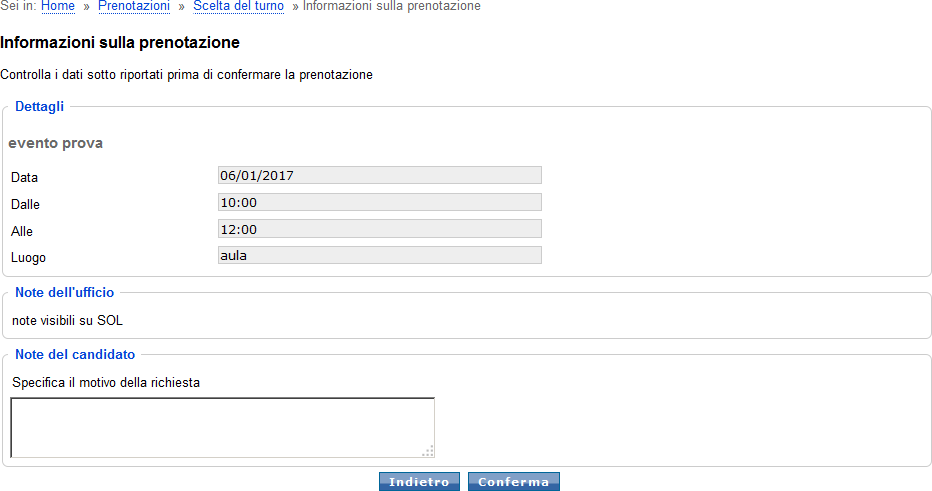 Sei in: Home » Prenotazioni » Scelta del turno » Informazioni sulla prenotazione
Informazioni sulla prenotazione
Controlla i dati sotto riportati prima di confermare la prenotazione
Dettagli
evento prova
Data 06/01/2017
Dalle 10:00
Alle 12:00
Luogo aula
Note dell'ufficio
note visibili su SOL
Note del candidato
Specifica il motivo della richiesta
Indietro Conferma